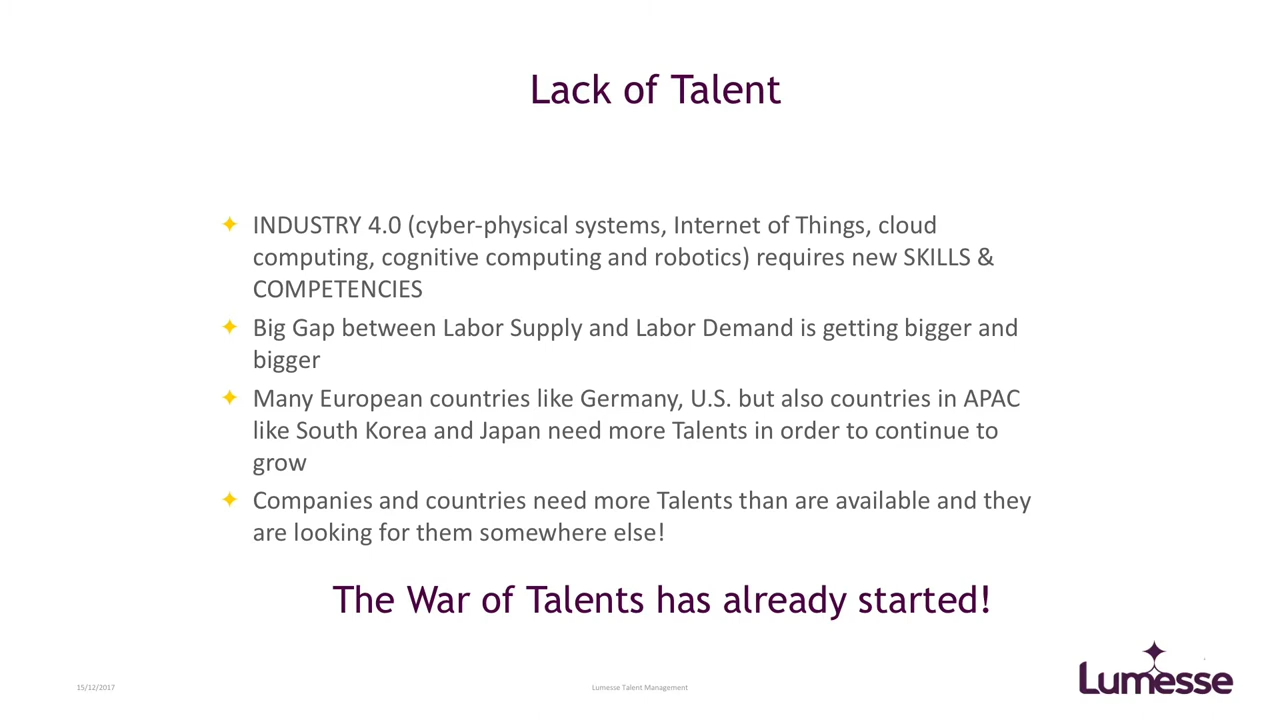 Lack of Talent
INDUSTRY 4.0 (cyber-physical systems, Internet of Things, cloud
computing, cognitive computing and robotics) requires new SKILLS &
COMPETENCIES
Big Gap between Labor Supply and Labor Demand is getting bigger and
bigger
Many European countries like Germany, U.S. but also countries in APAC
like South Korea and Japan need more Talents in order to continue to
grow
Companies and countries need more Talents than are available and they
are looking for them somewhere else!
The War of Talents has already started!
15/12/2017
Lumesse Talent Management
Lumesse